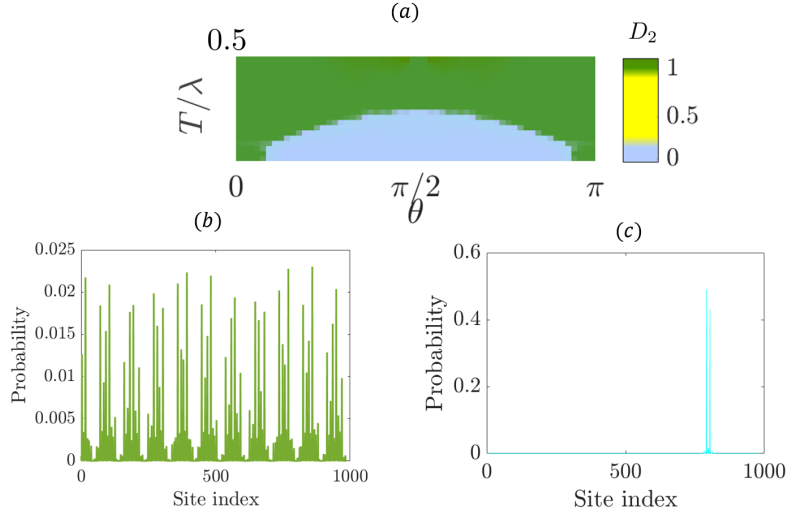 (a)
0.5
D₂
T/λ
1
0.5
0
0
π/2
π
θ
(b)
(c)
0.025
0.02
0.015
0.01
0.005
0
Probability
0
500
1000
Site index
0.6
0.4
0.2
0
Probability
0
500
1000
Site index